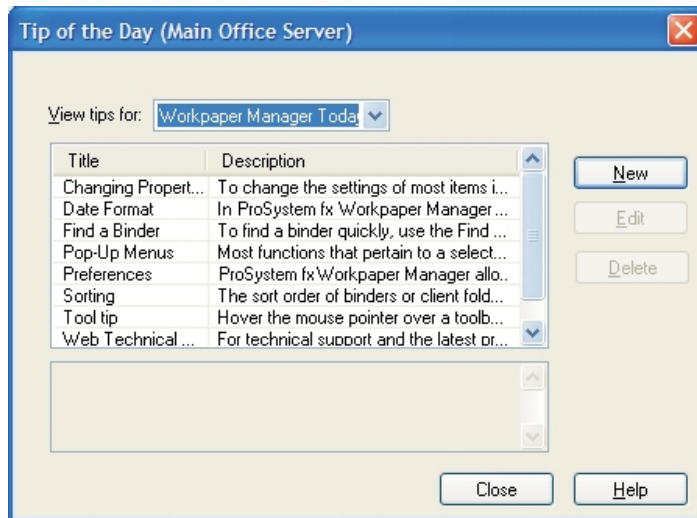 Tip of the Day (Main Office Server)
View tips for: Workpaper Manager Toda
Title Description
Changing Propert... To change the settings of most items i...
Date Format In ProSystem fx Workpaper Manager ...
Find a Binder To find a binder quickly, use the Find ...
Pop-Up Menus Most functions that pertain to a select...
Preferences ProSystem fx Workpaper Manager allo..
Sorting The sort order of binders or client fold...
Tool tip Hover the mouse pointer over a toolb...
Web Technical ... For technical support and the latest pr...
New
Edit
Delete
Close Help